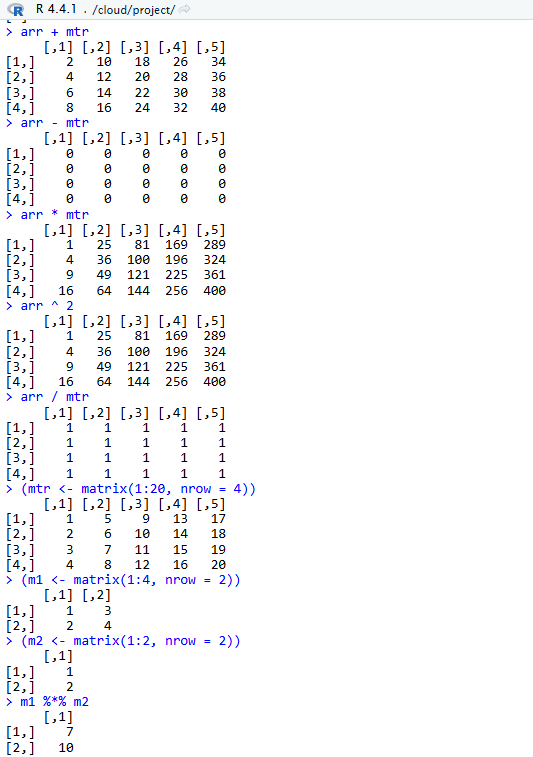 R R 4.4.1 . /cloud/project/
> arr + mtr
     [,1] [,2] [,3] [,4] [,5]
[1,]    2   10   18   26   34
[2,]    4   12   20   28   36
[3,]    6   14   22   30   38
[4,]    8   16   24   32   40
> arr - mtr
     [,1] [,2] [,3] [,4] [,5]
[1,]    0    0    0    0    0
[2,]    0    0    0    0    0
[3,]    0    0    0    0    0
[4,]    0    0    0    0    0
> arr * mtr
     [,1] [,2] [,3] [,4] [,5]
[1,]    1   25   81  169  289
[2,]    4   36  100  196  324
[3,]    9   49  121  225  361
[4,]   16   64  144  256  400
> arr ^ 2
     [,1] [,2] [,3] [,4] [,5]
[1,]    1   25   81  169  289
[2,]    4   36  100  196  324
[3,]    9   49  121  225  361
[4,]   16   64  144  256  400
> arr / mtr
     [,1] [,2] [,3] [,4] [,5]
[1,]    1    1    1    1    1
[2,]    1    1    1    1    1
[3,]    1    1    1    1    1
[4,]    1    1    1    1    1
> (mtr <- matrix(1:20, nrow = 4))
     [,1] [,2] [,3] [,4] [,5]
[1,]    1    5    9   13   17
[2,]    2    6   10   14   18
[3,]    3    7   11   15   19
[4,]    4    8   12   16   20
> (m1 <- matrix(1:4, nrow = 2))
     [,1] [,2]
[1,]    1    3
[2,]    2    4
> (m2 <- matrix(1:2, nrow = 2))
     [,1]
[1,]    1
[2,]    2
> m1 %*% m2
     [,1]
[1,]    7
[2,]   10